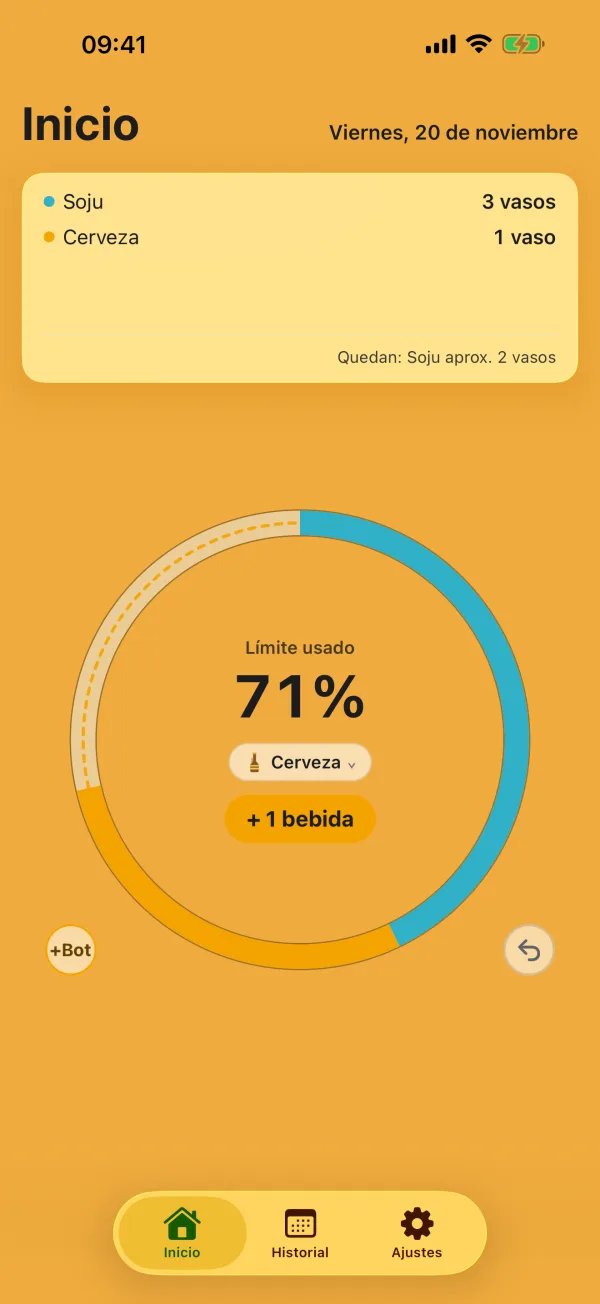 09:41
Inicio
Viernes, 20 de noviembre
Soju 3 vasos
Cerveza 1 vaso
Quedan: Soju aprox. 2 vasos
Límite usado
71%
Cerveza
+ 1 bebida
+Bot
Inicio Historial Ajustes